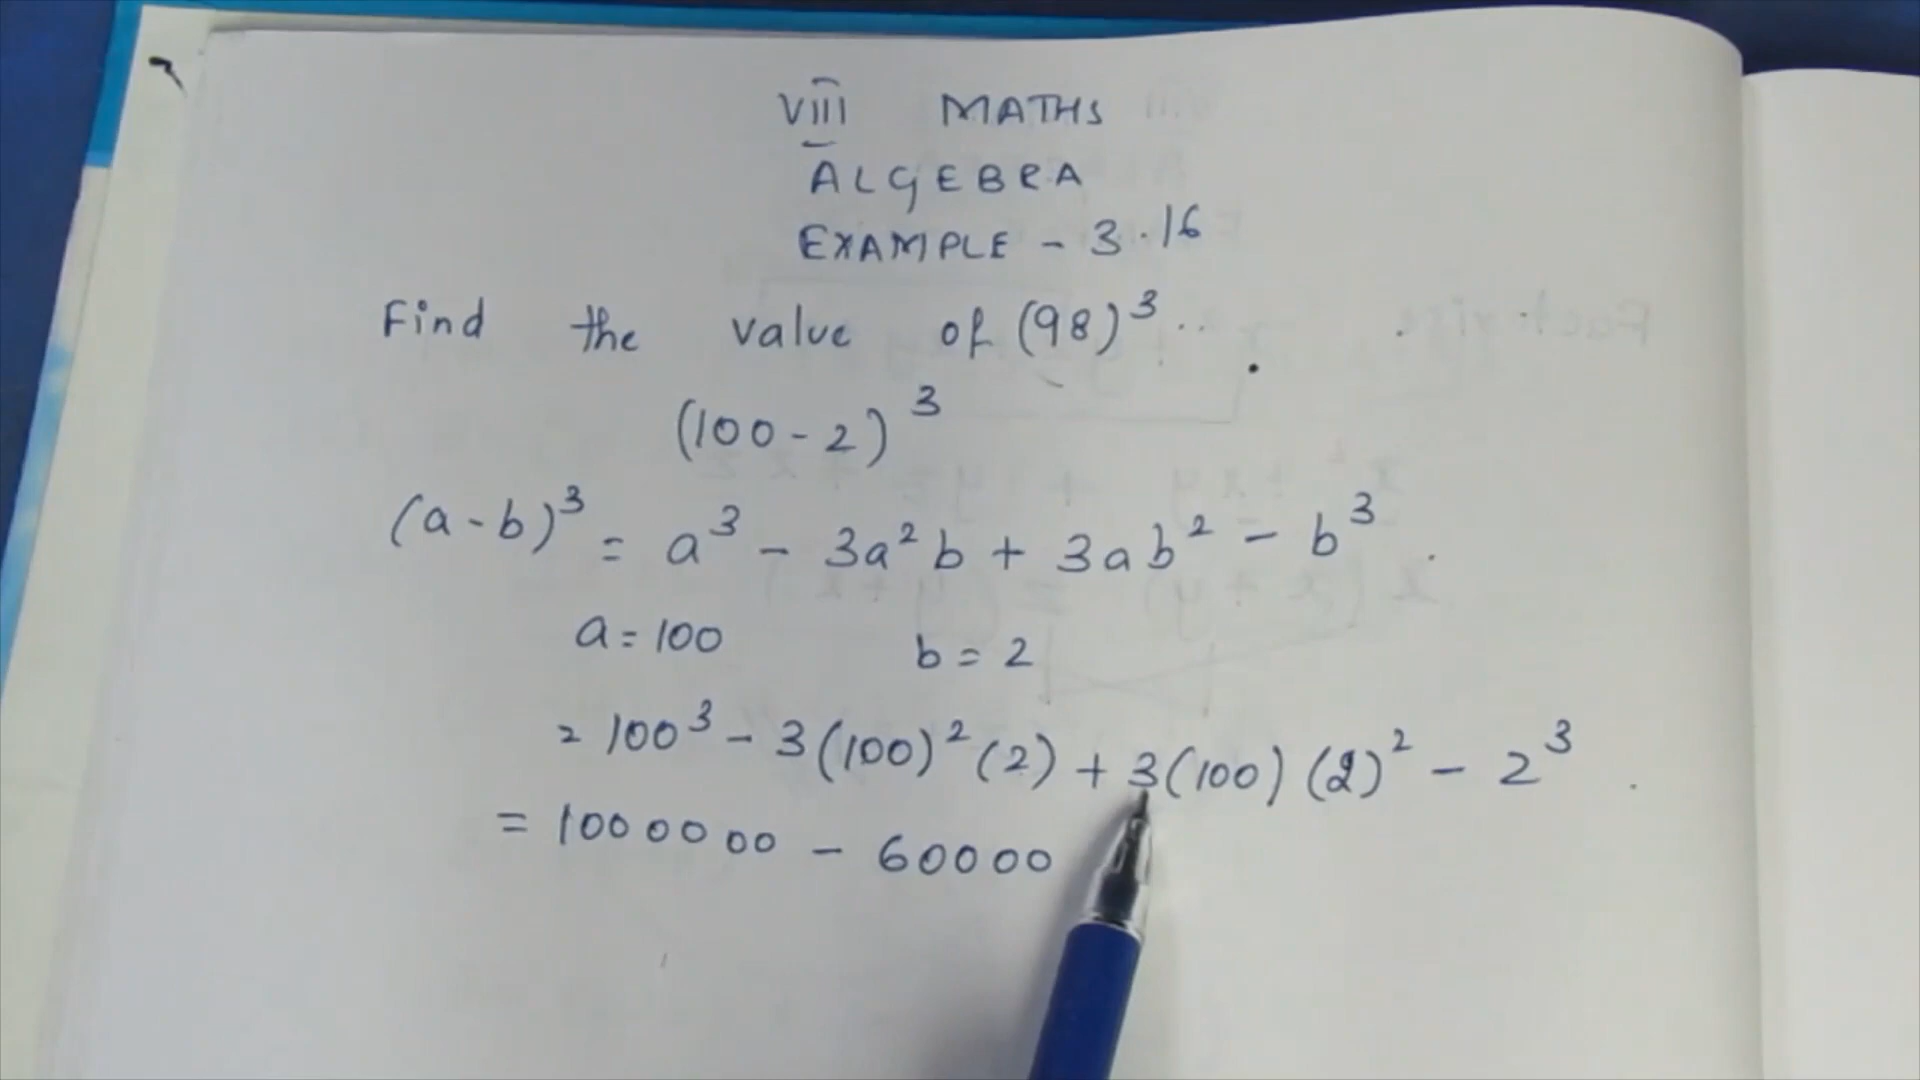 VIII MATHS
ALGEBRA
EXAMPLE - 3.16
Find the value of (98)³
(100-2)³
(a-b)³ = a³ - 3a²b + 3ab² - b³
a=100 b=2
= 100³ - 3(100)²(2) + 3(100)(2)² - 2³
= 1000000 - 60000